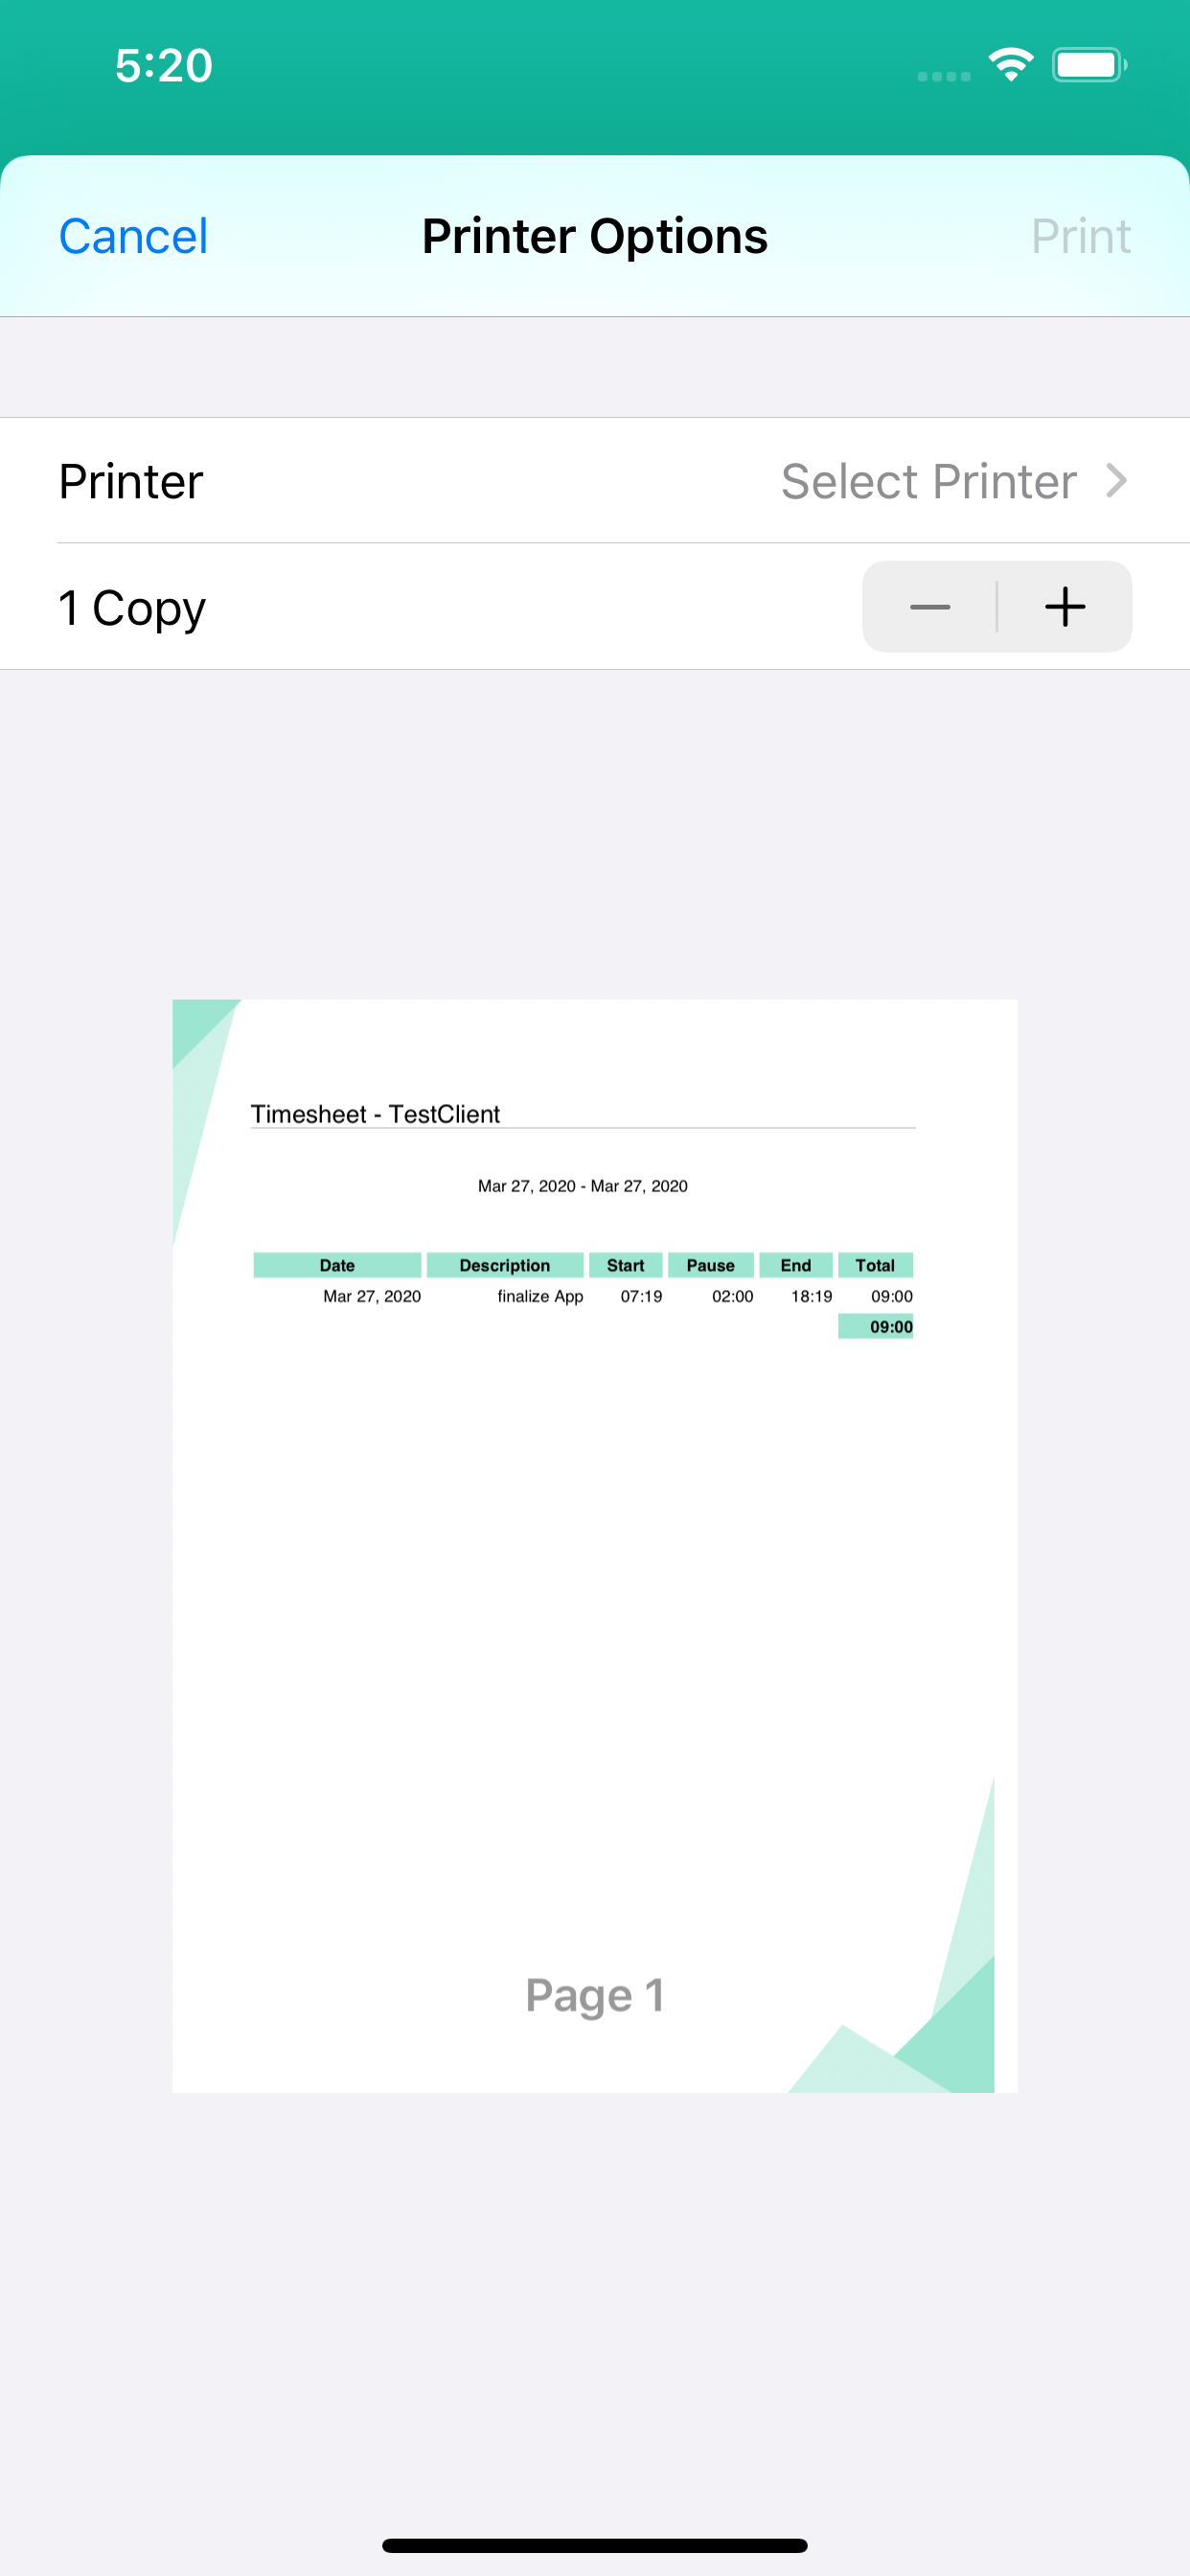 5:20
Cancel Printer Options Print
Printer Select Printer
1 Copy
Timesheet - TestClient
Mar 27, 2020 - Mar 27, 2020
Date Description Start Pause End Total
Mar 27, 2020 finalize App 07:19 02:00 18:19 09:00
09:00
Page 1